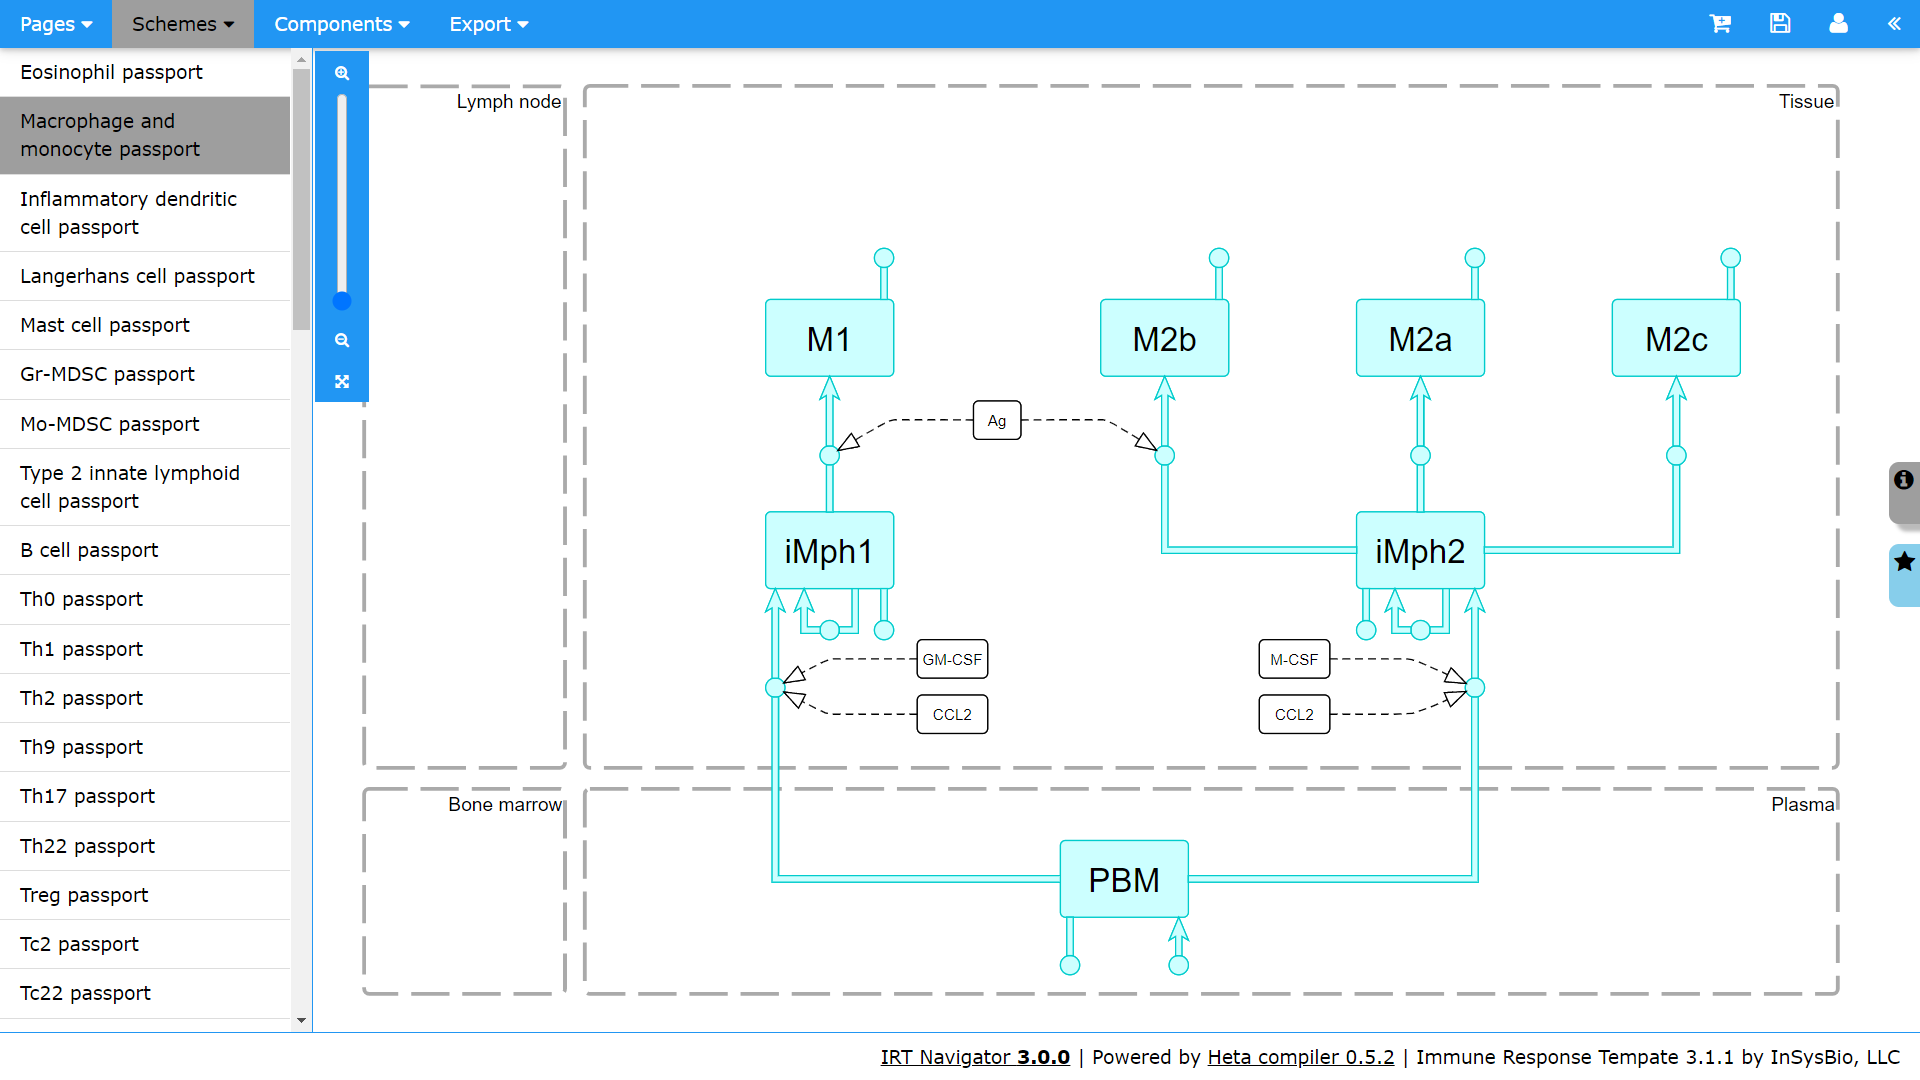 Pages
Schemes
Components
Export
Eosinophil passport
Macrophage and
monocyte passport
Inflammatory dendritic
cell passport
Langerhans cell passport
Mast cell passport
Gr-MDSC passport
Mo-MDSC passport
Type 2 innate lymphoid
cell passport
B cell passport
Th0 passport
Th1 passport
Th2 passport
Th9 passport
Th17 passport
Th22 passport
Treg passport
Tc2 passport
Tc22 passport
Lymph node
Tissue
M1
M2b
M2a
M2c
Ag
iMph1
iMph2
GM-CSF
M-CSF
CCL2
CCL2
Bone marrow
Plasma
PBM
IRT Navigator 3.0.0 | Powered by Heta compiler 0.5.2 | Immune Response Tempate 3.1.1 by InSysBio, LLC